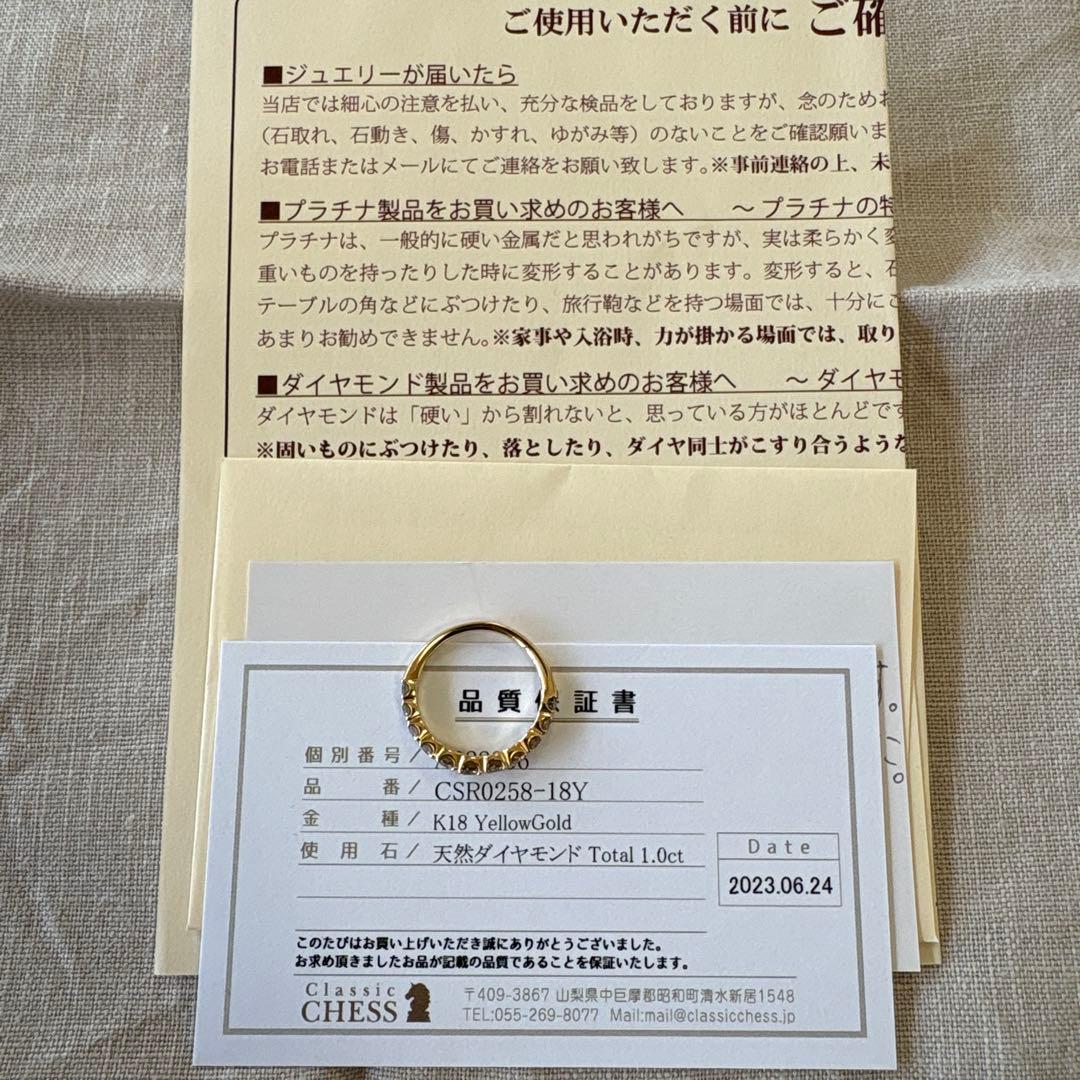 ご使用いただく前に ご確
■ジュエリーが届いたら
当店では細心の注意を払い、充分な検品をしておりますが、念のためお
（石取れ、石動き、傷、かすれ、ゆがみ等）のないことをご確認願いま
お電話またはメールにてご連絡をお願い致します。※事前連絡の上、未
■プラチナ製品をお買い求めのお客様へ ～プラチナの特
プラチナは、一般的に硬い金属だと思われがちですが、実は柔らかく変
重いものを持ったりした時に変形することがあります。変形すると、石
テーブルの角などにぶつけたり、旅行鞄などを持つ場面では、十分にご
あまりお勧めできません。※家事や入浴時、力が掛かる場面では、取り
■ダイヤモンド製品をお買い求めのお客様へ ～ダイヤモ
ダイヤモンドは「硬い」から割れないと、思っている方がほとんどです
※固いものにぶつけたり、落としたり、ダイヤ同士がこすり合うような
品質保証書
個別番号/
品番/ CSR0258-18Y
金種/ K18 YellowGold
使用石/ 天然ダイヤモンド Total 1.0ct
Date
2023.06.24
このたびはお買い上げいただき誠にありがとうございました。
お求め頂きましたお品が記載の品質であることを保証いたします。
Classic
CHESS
〒409-3867 山梨県中巨摩郡昭和町清水新居1548
TEL:055-269-8077 Mail:mail@classicchess.jp